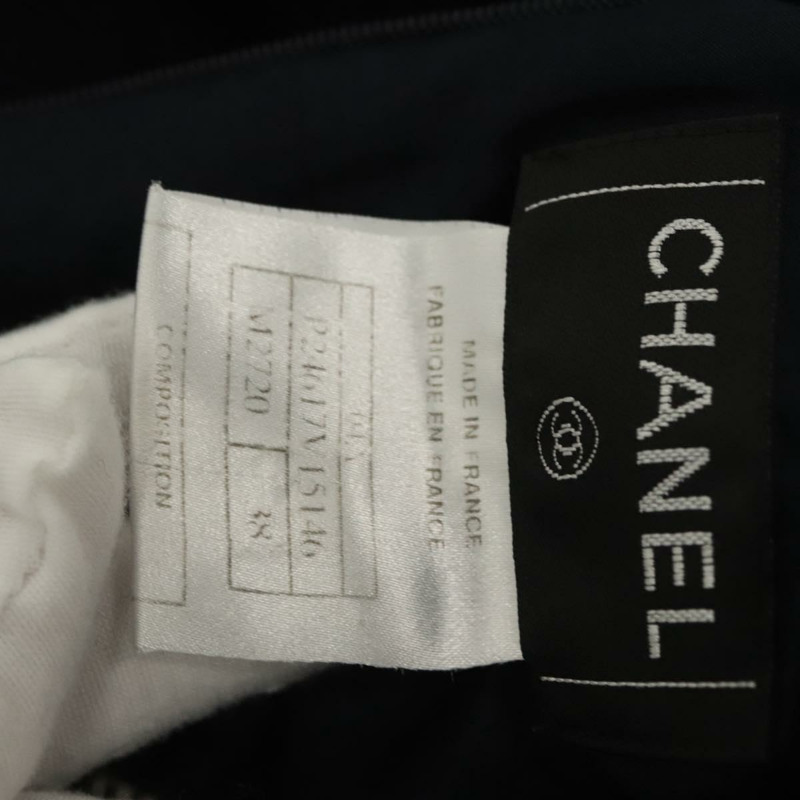 CHANEL
MADE IN FRANCE
FABRIQUE EN FRANCE
P24617V15146
M2720 38
COMPOSITION